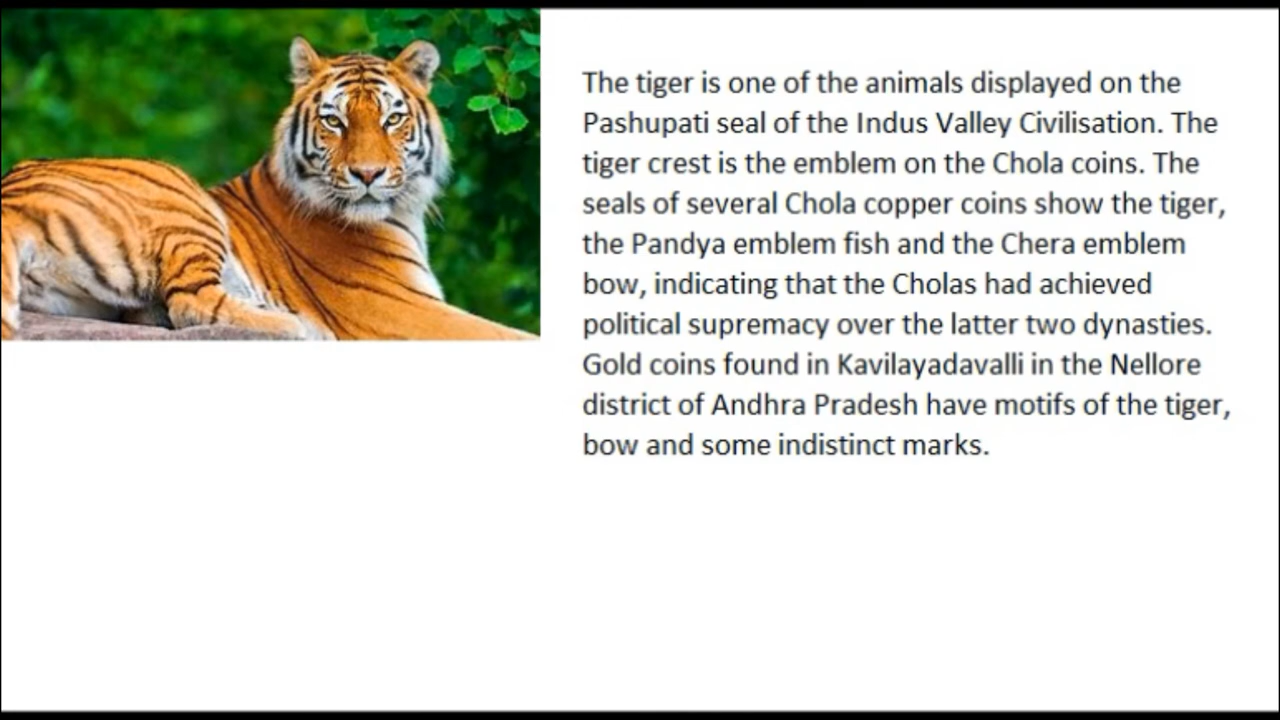 The tiger is one of the animals displayed on the
Pashupati seal of the Indus Valley Civilisation. The
tiger crest is the emblem on the Chola coins. The
seals of several Chola copper coins show the tiger,
the Pandya emblem fish and the Chera emblem
bow, indicating that the Cholas had achieved
political supremacy over the latter two dynasties.
Gold coins found in Kavilayadavalli in the Nellore
district of Andhra Pradesh have motifs of the tiger,
bow and some indistinct marks.